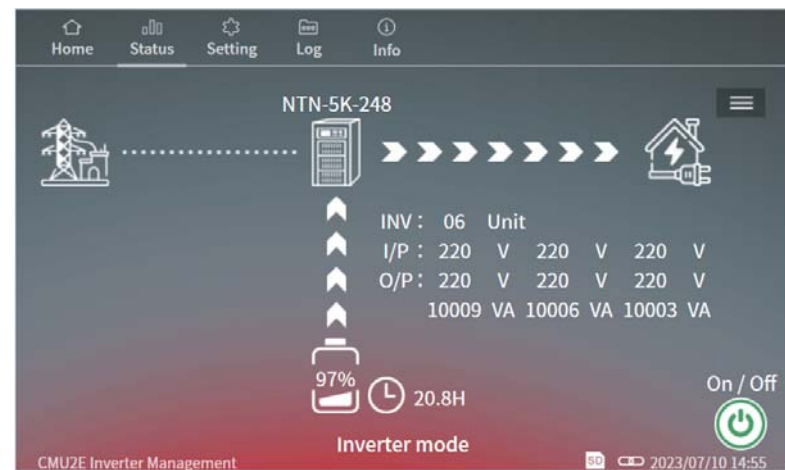 Home Status Setting Log Info
NTN-5K-248
INV : 06 Unit
I/P : 220 V 220 V 220 V
O/P : 220 V 220 V 220 V
10009 VA 10006 VA 10003 VA
97% 20.8H
On / Off
Inverter mode
CMU2E Inverter Management SD 2023/07/10 14:55